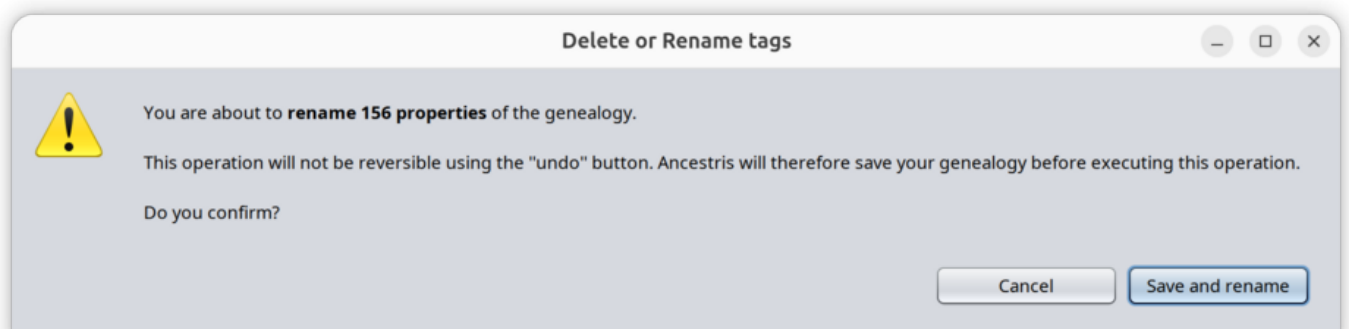 Delete or Rename tags
You are about to rename 156 properties of the genealogy.
This operation will not be reversible using the "undo" button. Ancestris will therefore save your genealogy before executing this operation.
Do you confirm?
Cancel
Save and rename